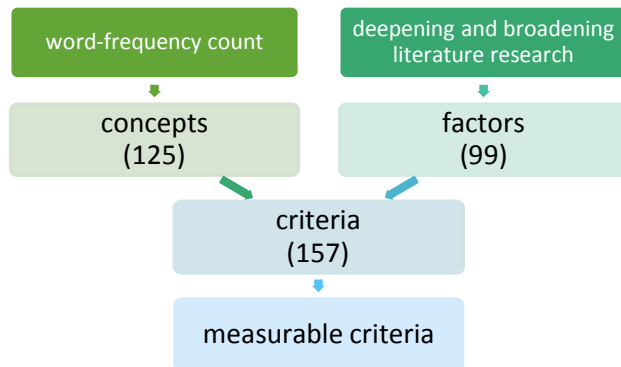 word-frequency count
deepening and broadening
literature research
concepts
(125)
factors
(99)
criteria
(157)
measurable criteria